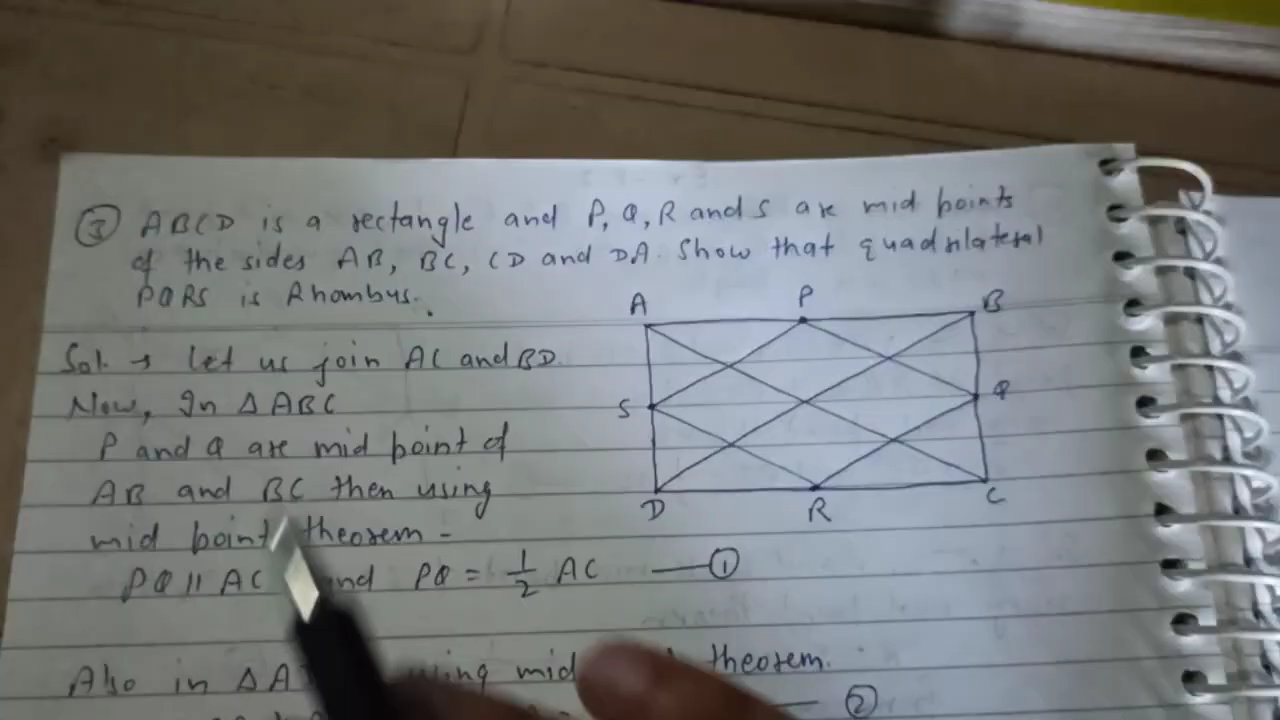 ③ ABCD is a rectangle and P, Q, R and S are mid points
of the sides AB, BC, CD and DA. Show that quadrilateral
PQRS is Rhombus.
A P B
Sol. → let us join AC and BD.
Now, In △ ABC
S Q
P and Q are mid point of
AB and BC then using
D R C
mid point theorem -
PQ || AC and PQ = 1/2 AC —— ①
Also in △ A using mid theorem.
②